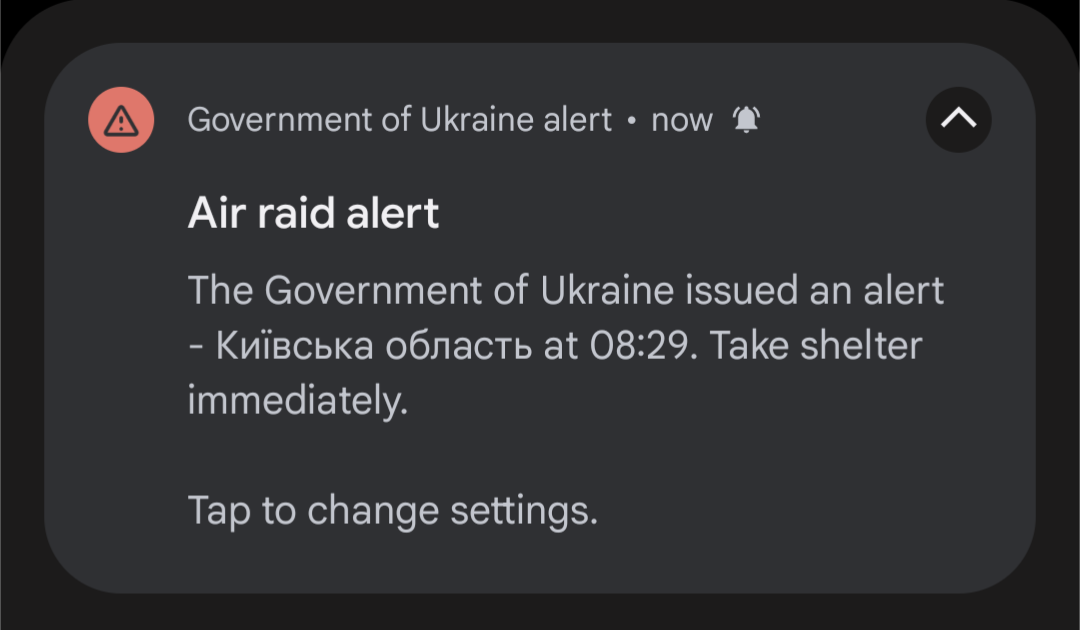 Government of Ukraine alert • now
Air raid alert
The Government of Ukraine issued an alert
- Київська область at 08:29. Take shelter
immediately.
Tap to change settings.